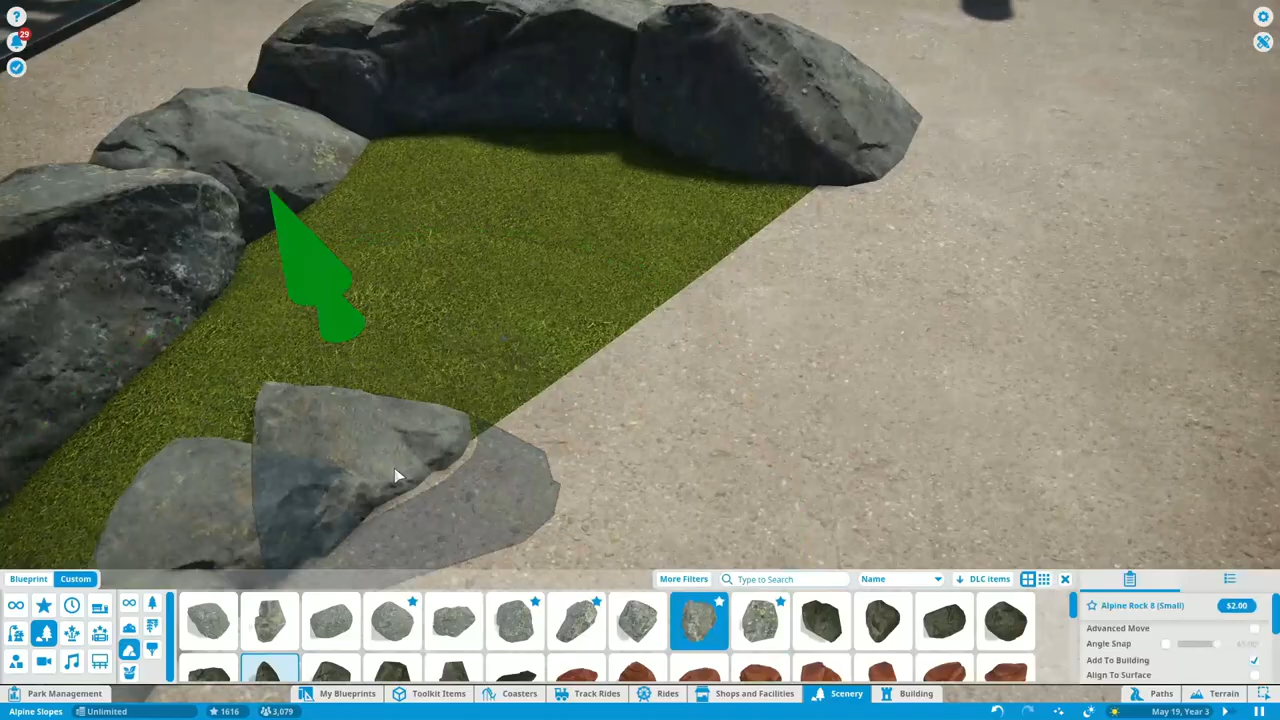 ?
29
Blueprint
Custom
More Filters
Type to Search
Name
DLC items
Alpine Rock 8 (Small)
$2.00
Advanced Move
Angle Snap
Add To Building
Align To Surface
Park Management
My Blueprints
Toolkit Items
Coasters
Track Rides
Rides
Shops and Facilities
Scenery
Building
Paths
Terrain
Alpine Slopes
Unlimited
1616
3,079
May 19, Year 3